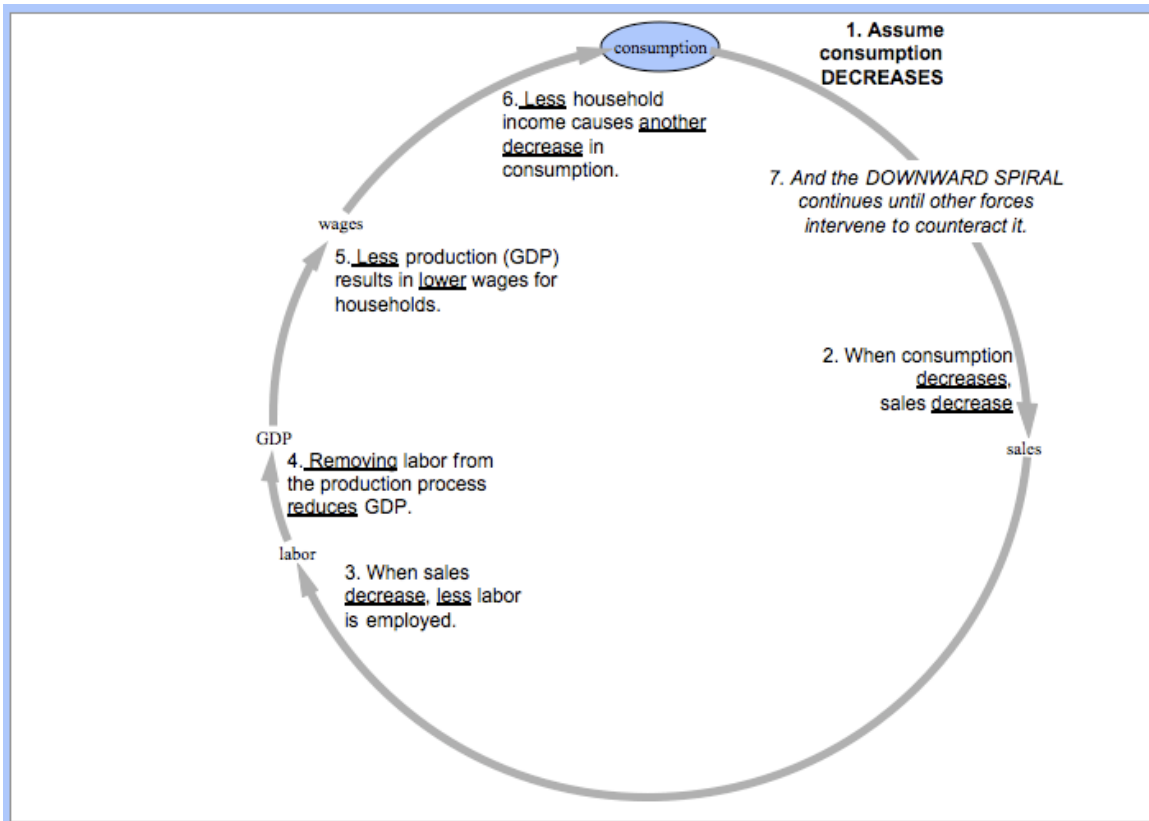 consumption
1. Assume
consumption
DECREASES
6. Less household
income causes another
decrease in
consumption.
7. And the DOWNWARD SPIRAL
continues until other forces
intervene to counteract it.
wages
5. Less production (GDP)
results in lower wages for
households.
2. When consumption
decreases,
sales decrease
sales
GDP
4. Removing labor from
the production process
reduces GDP.
labor
3. When sales
decrease, less labor
is employed.